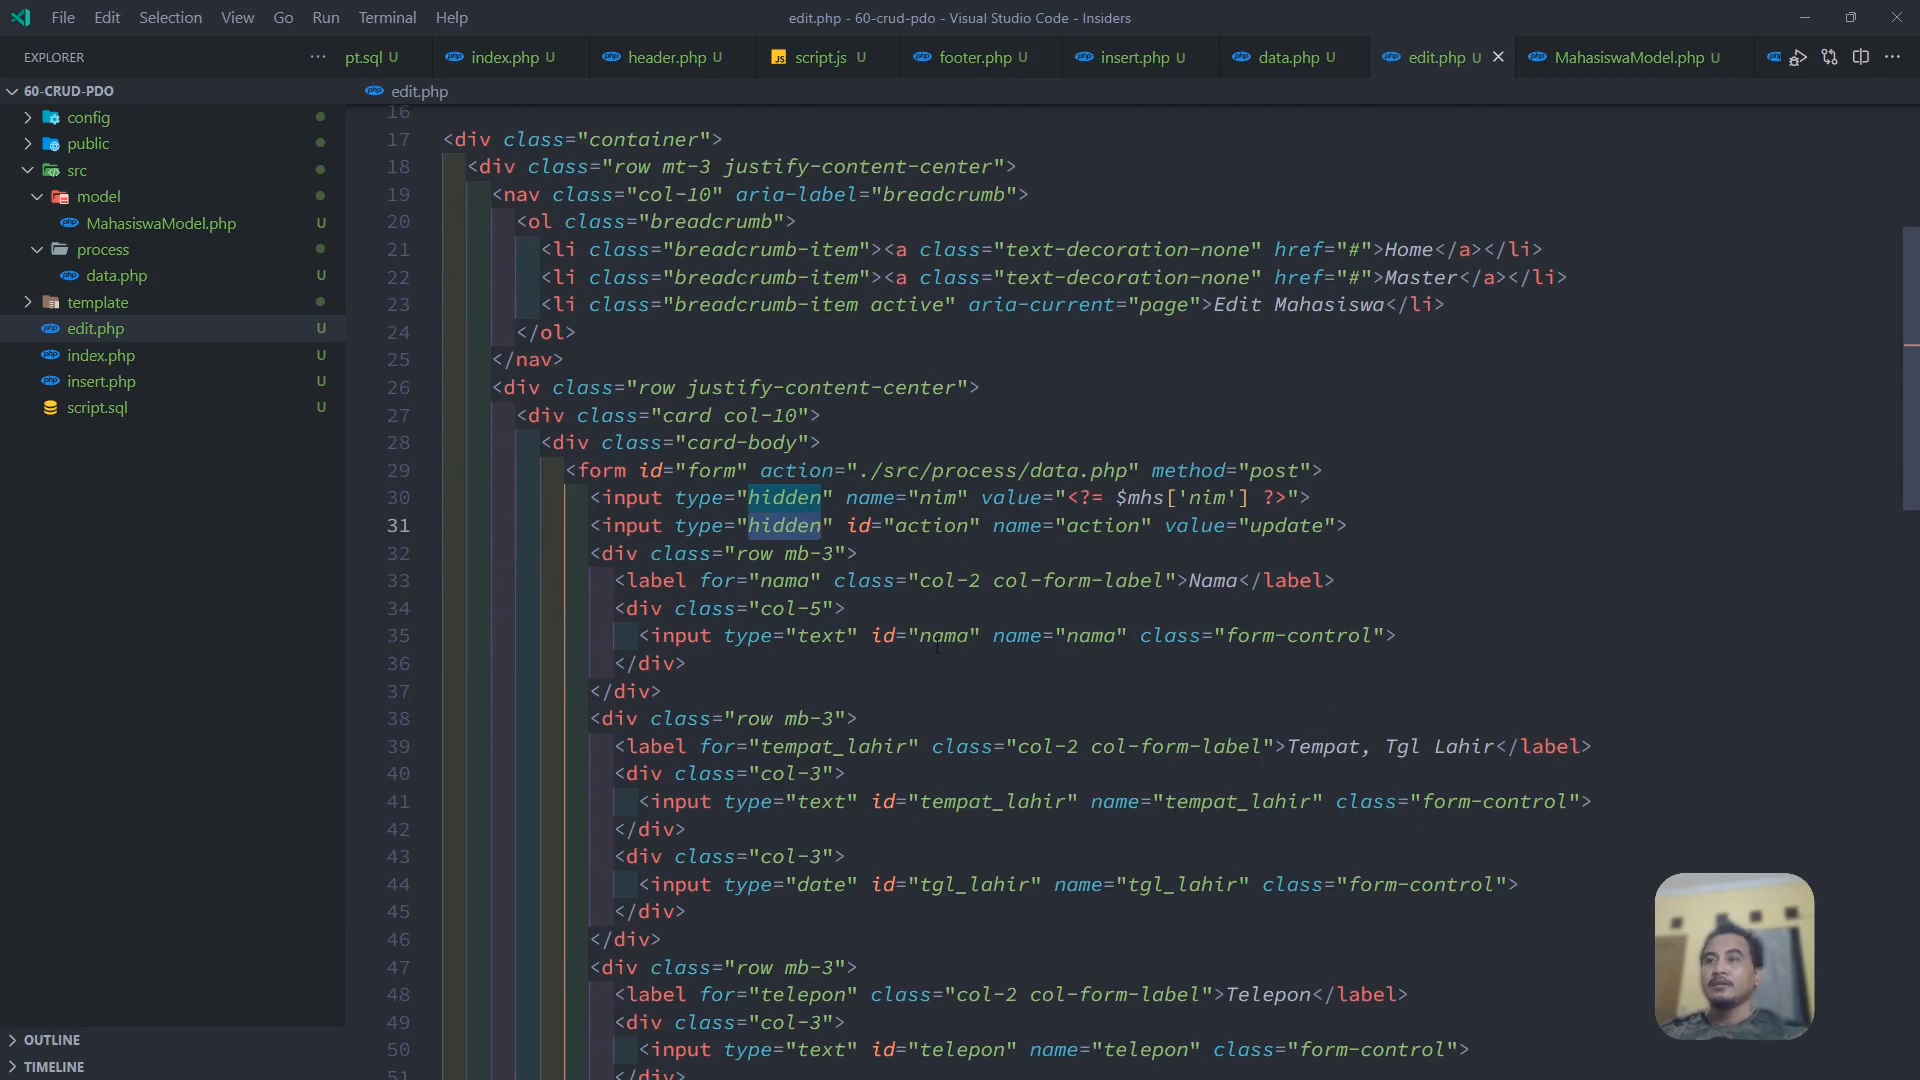 File Edit Selection View Go Run Terminal Help
edit.php - 60-crud-pdo - Visual Studio Code - Insiders
EXPLORER ···
pt.sql U index.php U header.php U script.js U footer.php U insert.php U data.php U edit.php U MahasiswaModel.php U
60-CRUD-PDO
config
public
src
model
MahasiswaModel.php U
process
data.php U
template
edit.php U
index.php U
insert.php U
script.sql U
OUTLINE
TIMELINE
edit.php
16
17 <div class="container">
18 <div class="row mt-3 justify-content-center">
19 <nav class="col-10" aria-label="breadcrumb">
20 <ol class="breadcrumb">
21 <li class="breadcrumb-item"><a class="text-decoration-none" href="#">Home</a></li>
22 <li class="breadcrumb-item"><a class="text-decoration-none" href="#">Master</a></li>
23 <li class="breadcrumb-item active" aria-current="page">Edit Mahasiswa</li>
24 </ol>
25 </nav>
26 <div class="row justify-content-center">
27 <div class="card col-10">
28 <div class="card-body">
29 <form id="form" action="./src/process/data.php" method="post">
30 <input type="hidden" name="nim" value="<?= $mhs['nim'] ?>">
31 <input type="hidden" id="action" name="action" value="update">
32 <div class="row mb-3">
33 <label for="nama" class="col-2 col-form-label">Nama</label>
34 <div class="col-5">
35 <input type="text" id="nama" name="nama" class="form-control">
36 </div>
37 </div>
38 <div class="row mb-3">
39 <label for="tempat_lahir" class="col-2 col-form-label">Tempat, Tgl Lahir</label>
40 <div class="col-3">
41 <input type="text" id="tempat_lahir" name="tempat_lahir" class="form-control">
42 </div>
43 <div class="col-3">
44 <input type="date" id="tgl_lahir" name="tgl_lahir" class="form-control">
45 </div>
46 </div>
47 <div class="row mb-3">
48 <label for="telepon" class="col-2 col-form-label">Telepon</label>
49 <div class="col-3">
50 <input type="text" id="telepon" name="telepon" class="form-control">
51 </div>